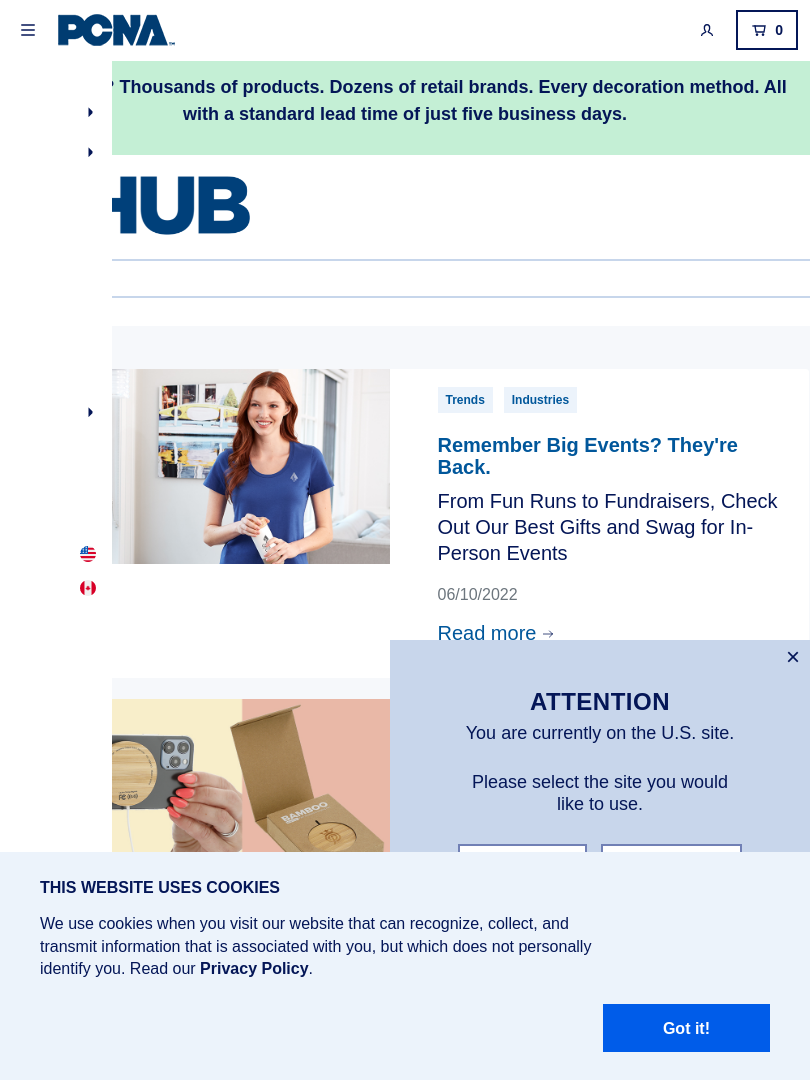 PCNA
0
? Thousands of products. Dozens of retail brands. Every decoration method. All
with a standard lead time of just five business days.
HUB
Trends Industries
Remember Big Events? They're
Back.
From Fun Runs to Fundraisers, Check
Out Our Best Gifts and Swag for In-
Person Events
06/10/2022
Read more
ATTENTION
You are currently on the U.S. site.
Please select the site you would
like to use.
BAMBOO
THIS WEBSITE USES COOKIES
We use cookies when you visit our website that can recognize, collect, and
transmit information that is associated with you, but which does not personally
identify you. Read our Privacy Policy.
Got it!